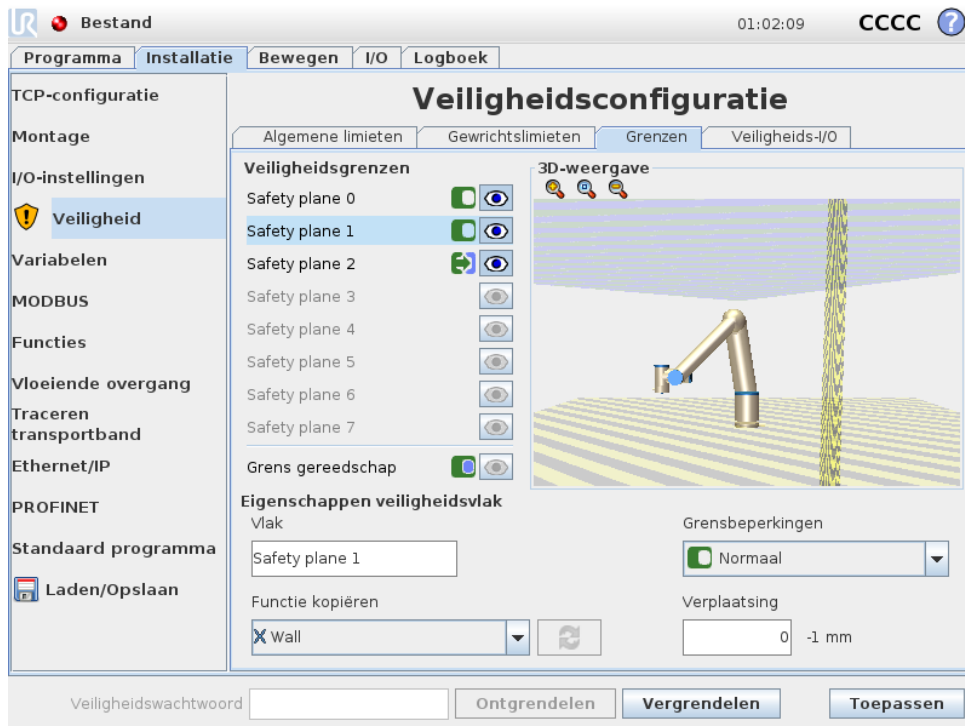 UR
Bestand
01:02:09
CCCC
?
Programma
Installatie
Bewegen
I/O
Logboek
TCP-configuratie
Montage
I/O-instellingen
Veiligheid
Variabelen
MODBUS
Functies
Vloeiende overgang
Traceren
transportband
Ethernet/IP
PROFINET
Standaard programma
Laden/Opslaan
Veiligheidsconfiguratie
Algemene limieten
Gewrichtslimieten
Grenzen
Veiligheids-I/O
Veiligheidsgrenzen
Safety plane 0
Safety plane 1
Safety plane 2
Safety plane 3
Safety plane 4
Safety plane 5
Safety plane 6
Safety plane 7
Grens gereedschap
3D-weergave
Eigenschappen veiligheidsvlak
Vlak
Safety plane 1
Grensbeperkingen
Normaal
Functie kopiëren
Wall
Verplaatsing
0 -1 mm
Veiligheidswachtwoord
Ontgrendelen
Vergrendelen
Toepassen